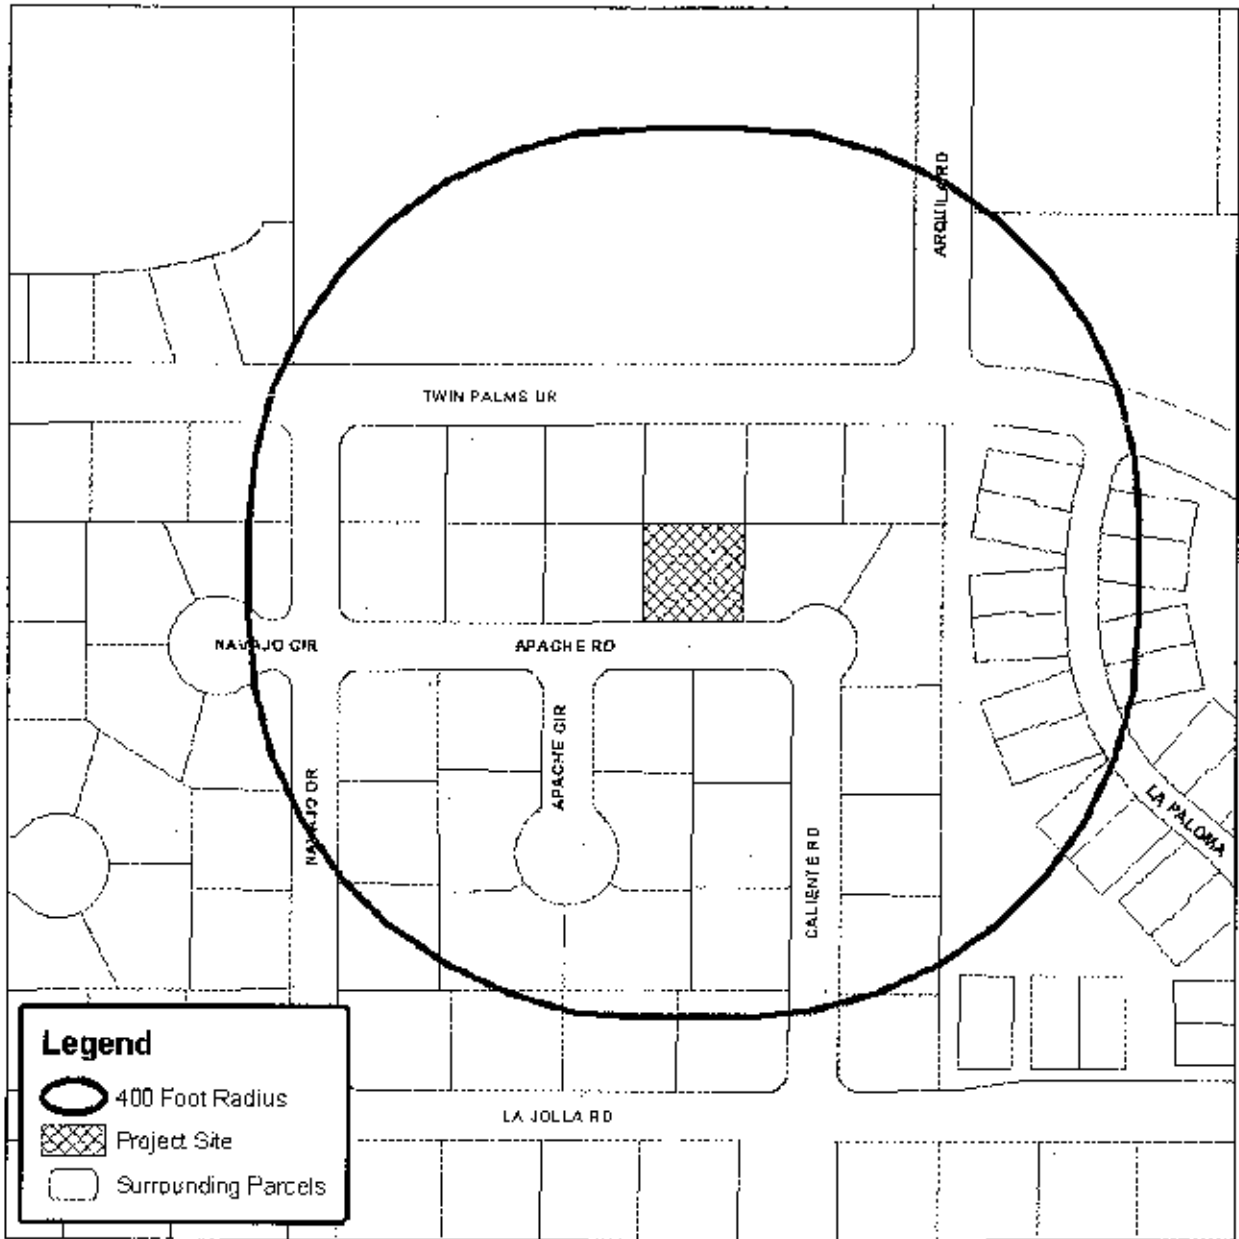 ARQUILA RD
TWIN PALMS DR
NAVAJO CIR
APACHE RD
APACHE CIR
NAVAJO DR
CALIENTE RD
LA PALOMA
LA JOLLA RD
Legend
400 Foot Radius
Project Site
Surrounding Parcels